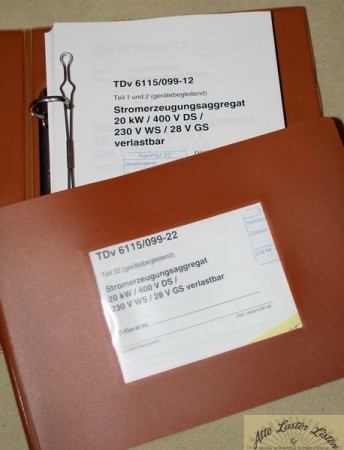 TDv 6115/099-12
Teil 1 und 2 (gerätebegleitend)
Stromerzeugungsaggregat
20 kW / 400 V DS /
230 V WS / 28 V GS
verlastbar
TDv 6115/099-22
Teil 22 (gerätebegleitend)
Stromerzeugungsaggregat
20 kW / 400 V DS /
230 V WS / 28 V GS verlastbar
Alte Laster Listen